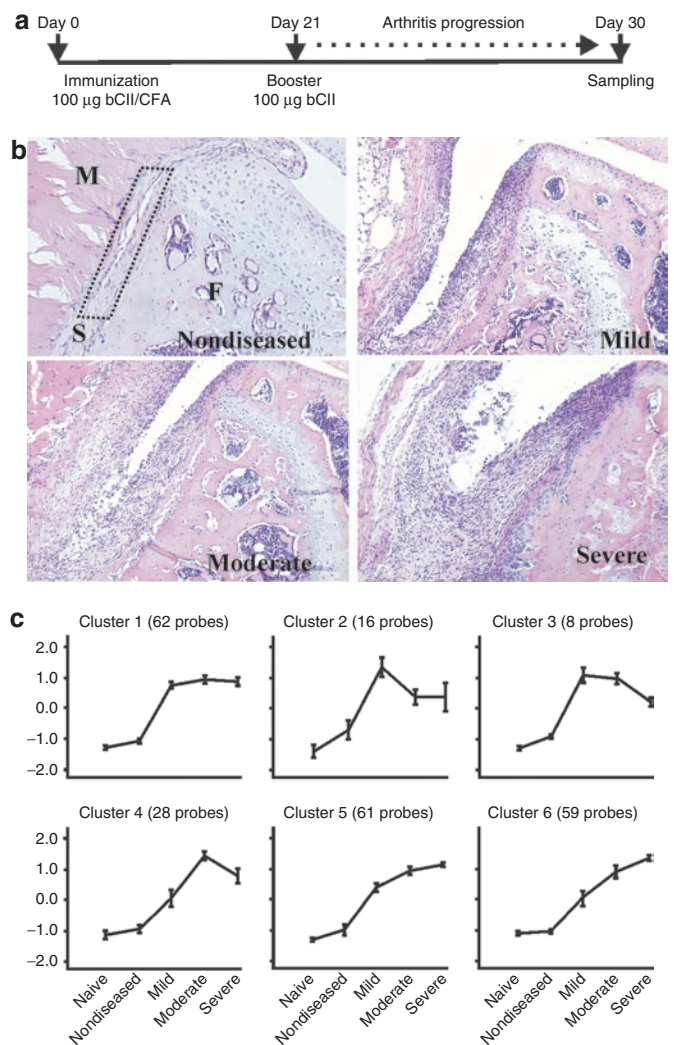 a
Day 0 Day 21 Arthritis progression Day 30
Immunization Booster Sampling
100 µg bCII/CFA 100 µg bCII
b
M
S
F
Nondiseased
Mild
Moderate
Severe
c
Cluster 1 (62 probes) Cluster 2 (16 probes) Cluster 3 (8 probes)
2.0
1.0
0.0
−1.0
−2.0
Cluster 4 (28 probes) Cluster 5 (61 probes) Cluster 6 (59 probes)
2.0
1.0
0.0
−1.0
−2.0
Naive Nondiseased Mild Moderate Severe Naive Nondiseased Mild Moderate Severe Naive Nondiseased Mild Moderate Severe